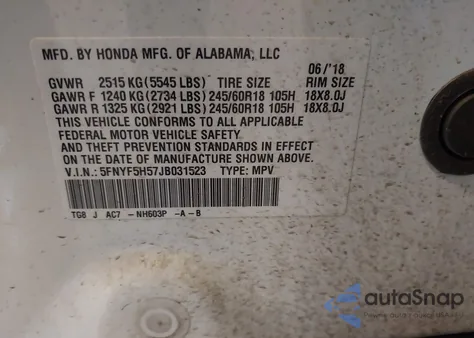 MFD. BY HONDA MFG. OF ALABAMA, LLC
06/'18
GVWR 2515 KG(5545 LBS) TIRE SIZE RIM SIZE
GAWR F 1240 KG(2734 LBS) 245/60R18 105H 18X8.0J
GAWR R 1325 KG(2921 LBS) 245/60R18 105H 18X8.0J
THIS VEHICLE CONFORMS TO ALL APPLICABLE
FEDERAL MOTOR VEHICLE SAFETY
AND THEFT PREVENTION STANDARDS IN EFFECT
ON THE DATE OF MANUFACTURE SHOWN ABOVE.
V.I.N.: 5FNYF5H57JB031523 TYPE: MPV
TG8 J AC7 -NH603P -A-B
autoSnap